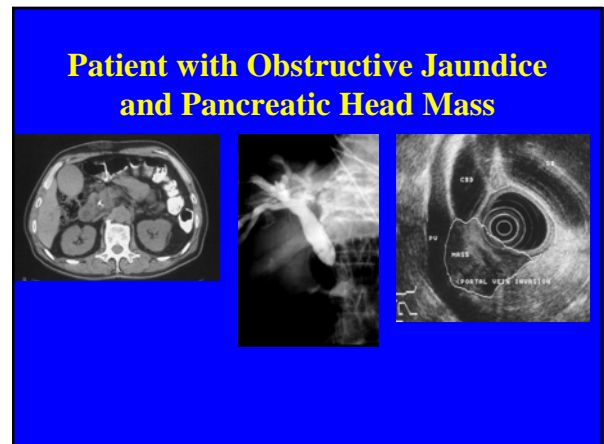 Patient with Obstructive Jaundice
and Pancreatic Head Mass
CBD
PV
MASS
PORTAL VEIN INVASION